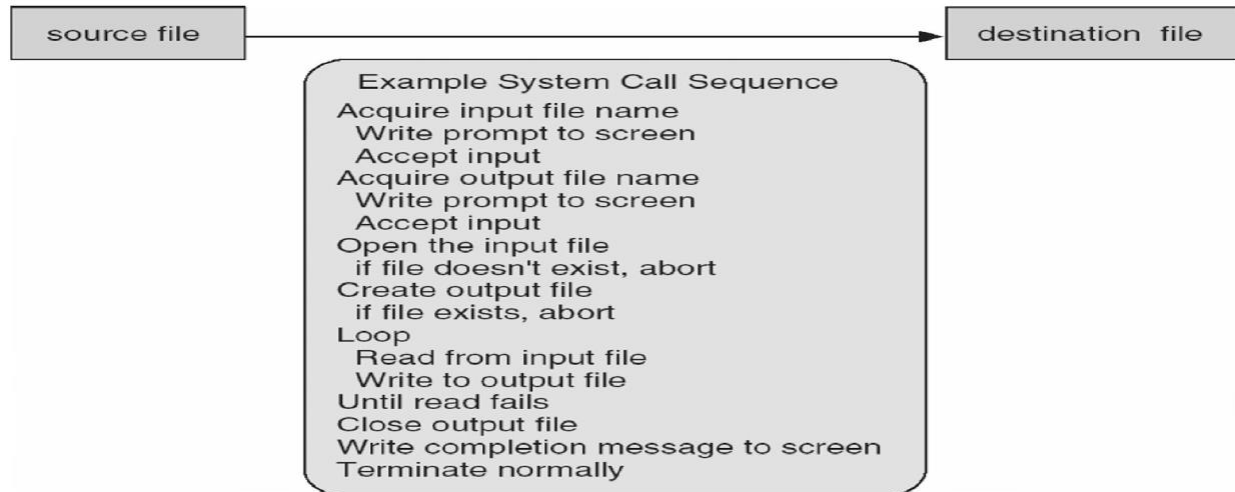 source file
destination file
Example System Call Sequence
Acquire input file name
Write prompt to screen
Accept input
Acquire output file name
Write prompt to screen
Accept input
Open the input file
if file doesn't exist, abort
Create output file
if file exists, abort
Loop
Read from input file
Write to output file
Until read fails
Close output file
Write completion message to screen
Terminate normally